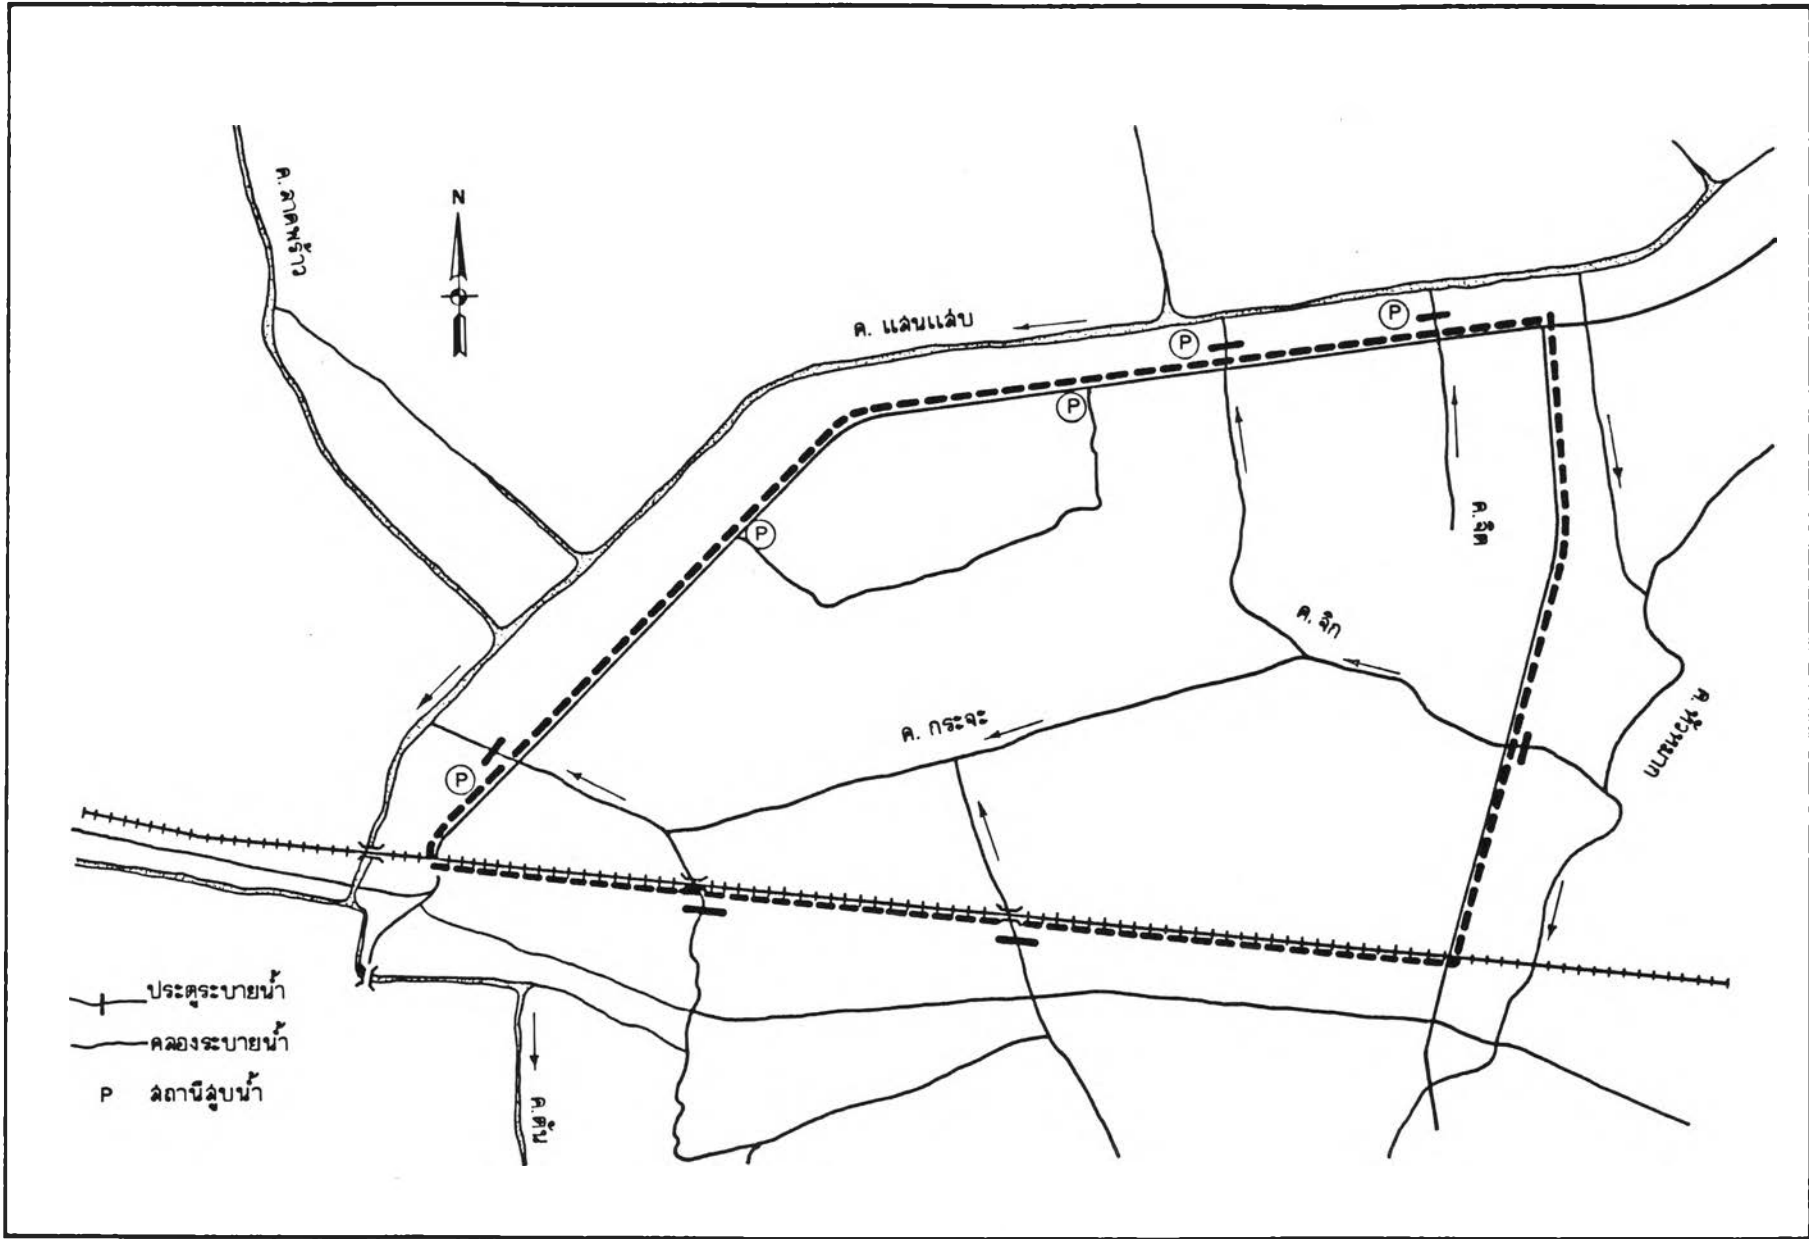 ค. ลาดพร้าว
N
ค. แสนแสบ
P
P
P
P
ค. จิต
ค. จิก
ค. หัวหมาก
ค. กระจะ
P
ประตูระบายน้ำ
คลองระบายน้ำ
P สถานีสูบน้ำ
ค. ตัน